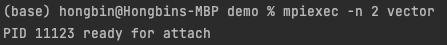 (base) hongbin@Hongbins-MBP demo % mpiexec -n 2 vector
PID 11123 ready for attach